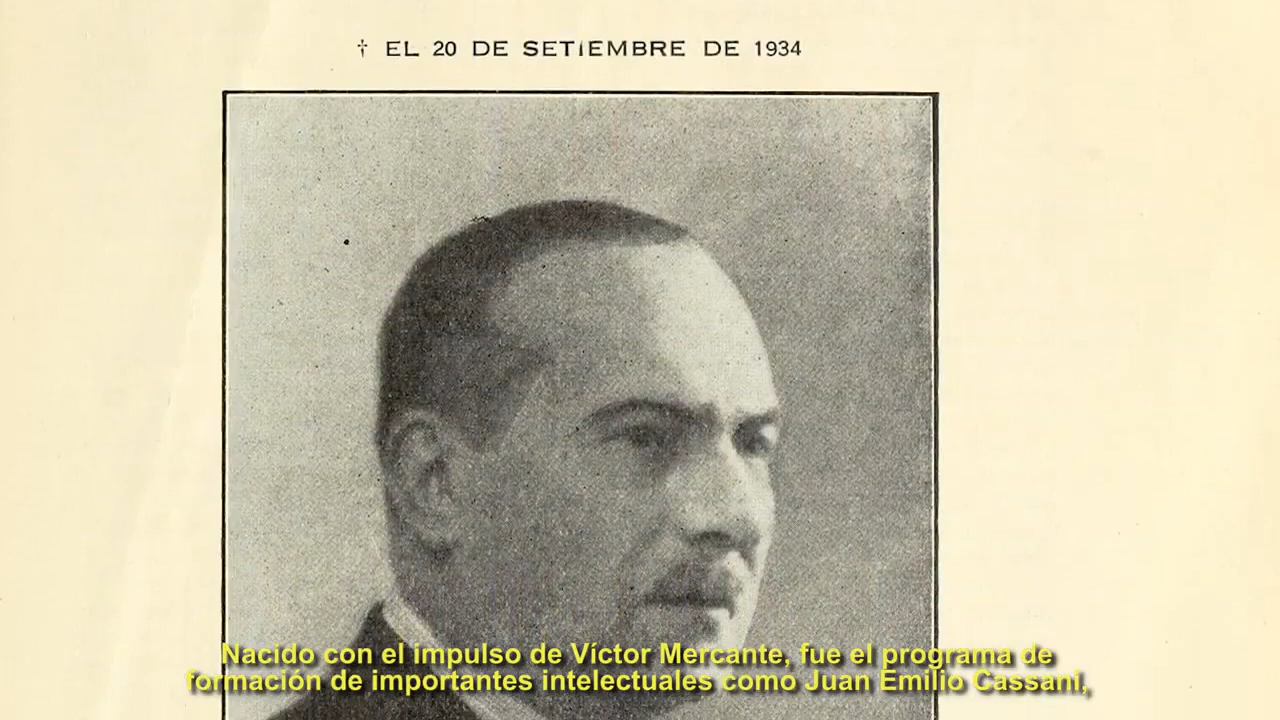 † EL 20 DE SETIEMBRE DE 1934
Nacido con el impulso de Víctor Mercante, fue el programa de
formación de importantes intelectuales como Juan Emilio Cassani,